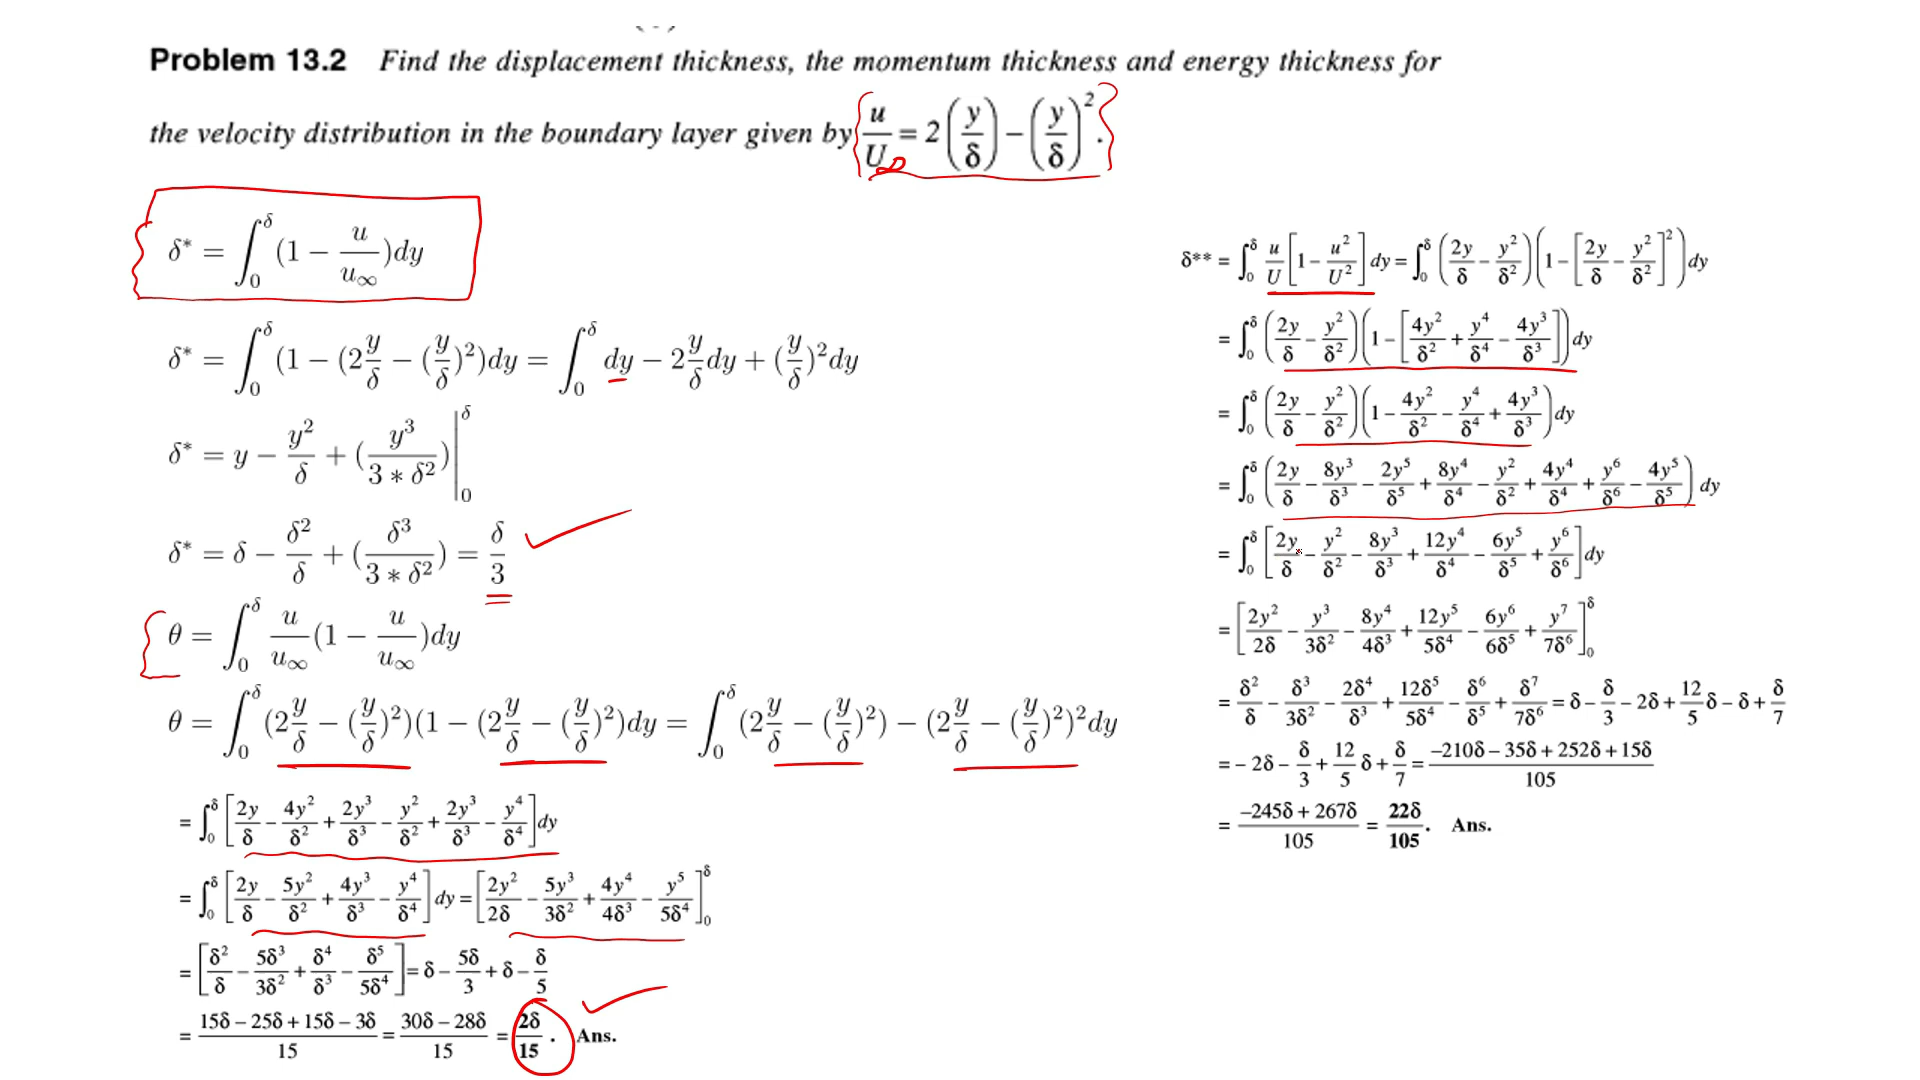 Problem 13.2 Find the displacement thickness, the momentum thickness and energy thickness for
the velocity distribution in the boundary layer given by u/U∞ = 2(y/δ) − (y/δ)².
δ* = ∫₀^δ (1 − u/u∞)dy
δ* = ∫₀^δ (1 − (2 y/δ − (y/δ)²)dy = ∫₀^δ dy − 2 y/δ dy + (y/δ)² dy
δ* = y − y²/δ + (y³/(3 * δ²)) |₀^δ
δ* = δ − δ²/δ + (δ³/(3 * δ²)) = δ/3
θ = ∫₀^δ u/u∞ (1 − u/u∞)dy
θ = ∫₀^δ (2 y/δ − (y/δ)²)(1 − (2 y/δ − (y/δ)²)dy = ∫₀^δ (2 y/δ − (y/δ)²) − (2 y/δ − (y/δ)²)² dy
= ∫₀^δ [2y/δ − 4y²/δ² + 2y³/δ³ − y²/δ² + 2y³/δ³ − y⁴/δ⁴] dy
= ∫₀^δ [2y/δ − 5y²/δ² + 4y³/δ³ − y⁴/δ⁴] dy = [2y²/2δ − 5y³/3δ² + 4y⁴/4δ³ − y⁵/5δ⁴]₀^δ
= [δ²/δ − 5δ³/3δ² + δ⁴/δ³ − δ⁵/5δ⁴] = δ − 5δ/3 + δ − δ/5
= (15δ − 25δ + 15δ − 3δ)/15 = (30δ − 28δ)/15 = 2δ/15. Ans.
δ** = ∫₀^δ u/U [1 − u²/U²] dy = ∫₀^δ (2y/δ − y²/δ²)(1 − [2y/δ − y²/δ²]²) dy
= ∫₀^δ (2y/δ − y²/δ²)(1 − [4y²/δ² + y⁴/δ⁴ − 4y³/δ³]) dy
= ∫₀^δ (2y/δ − y²/δ²)(1 − 4y²/δ² − y⁴/δ⁴ + 4y³/δ³) dy
= ∫₀^δ (2y/δ − 8y³/δ³ − 2y⁵/δ⁵ + 8y⁴/δ⁴ − y²/δ² + 4y⁴/δ⁴ + y⁶/δ⁶ − 4y⁵/δ⁵) dy
= ∫₀^δ [2y/δ − y²/δ² − 8y³/δ³ + 12y⁴/δ⁴ − 6y⁵/δ⁵ + y⁶/δ⁶] dy
= [2y²/2δ − y³/3δ² − 8y⁴/4δ³ + 12y⁵/5δ⁴ − 6y⁶/6δ⁵ + y⁷/7δ⁶]₀^δ
= δ²/δ − δ³/3δ² − 2δ⁴/δ³ + 12δ⁵/5δ⁴ − δ⁶/δ⁵ + δ⁷/7δ⁶ = δ − δ/3 − 2δ + 12/5 δ − δ + δ/7
= − 2δ − δ/3 + 12/5 δ + δ/7 = (−210δ − 35δ + 252δ + 15δ)/105
= (−245δ + 267δ)/105 = 22δ/105. Ans.